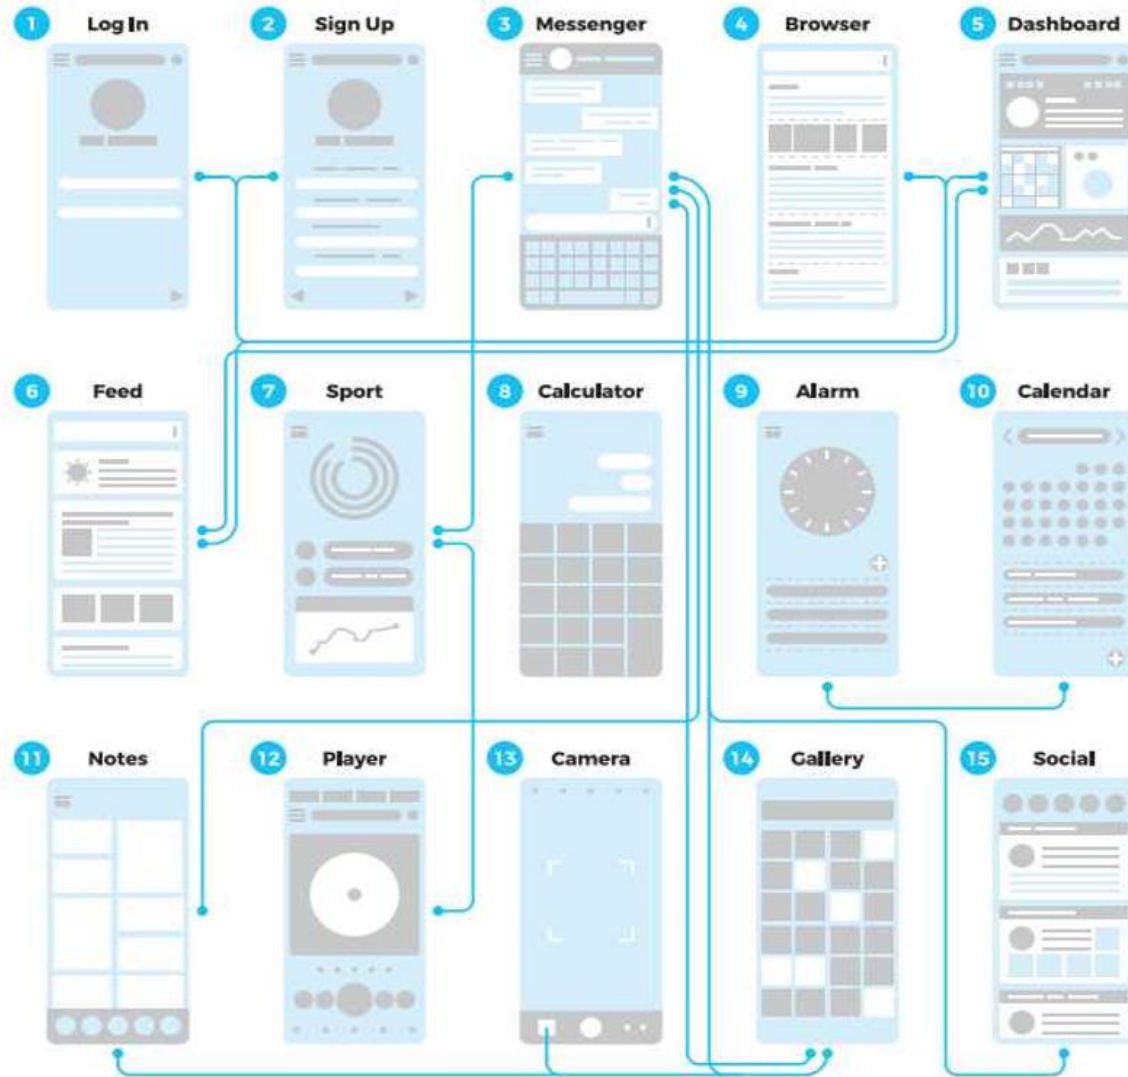 1 Log In
2 Sign Up
3 Messenger
4 Browser
5 Dashboard
6 Feed
7 Sport
8 Calculator
9 Alarm
10 Calendar
11 Notes
12 Player
13 Camera
14 Gallery
15 Social